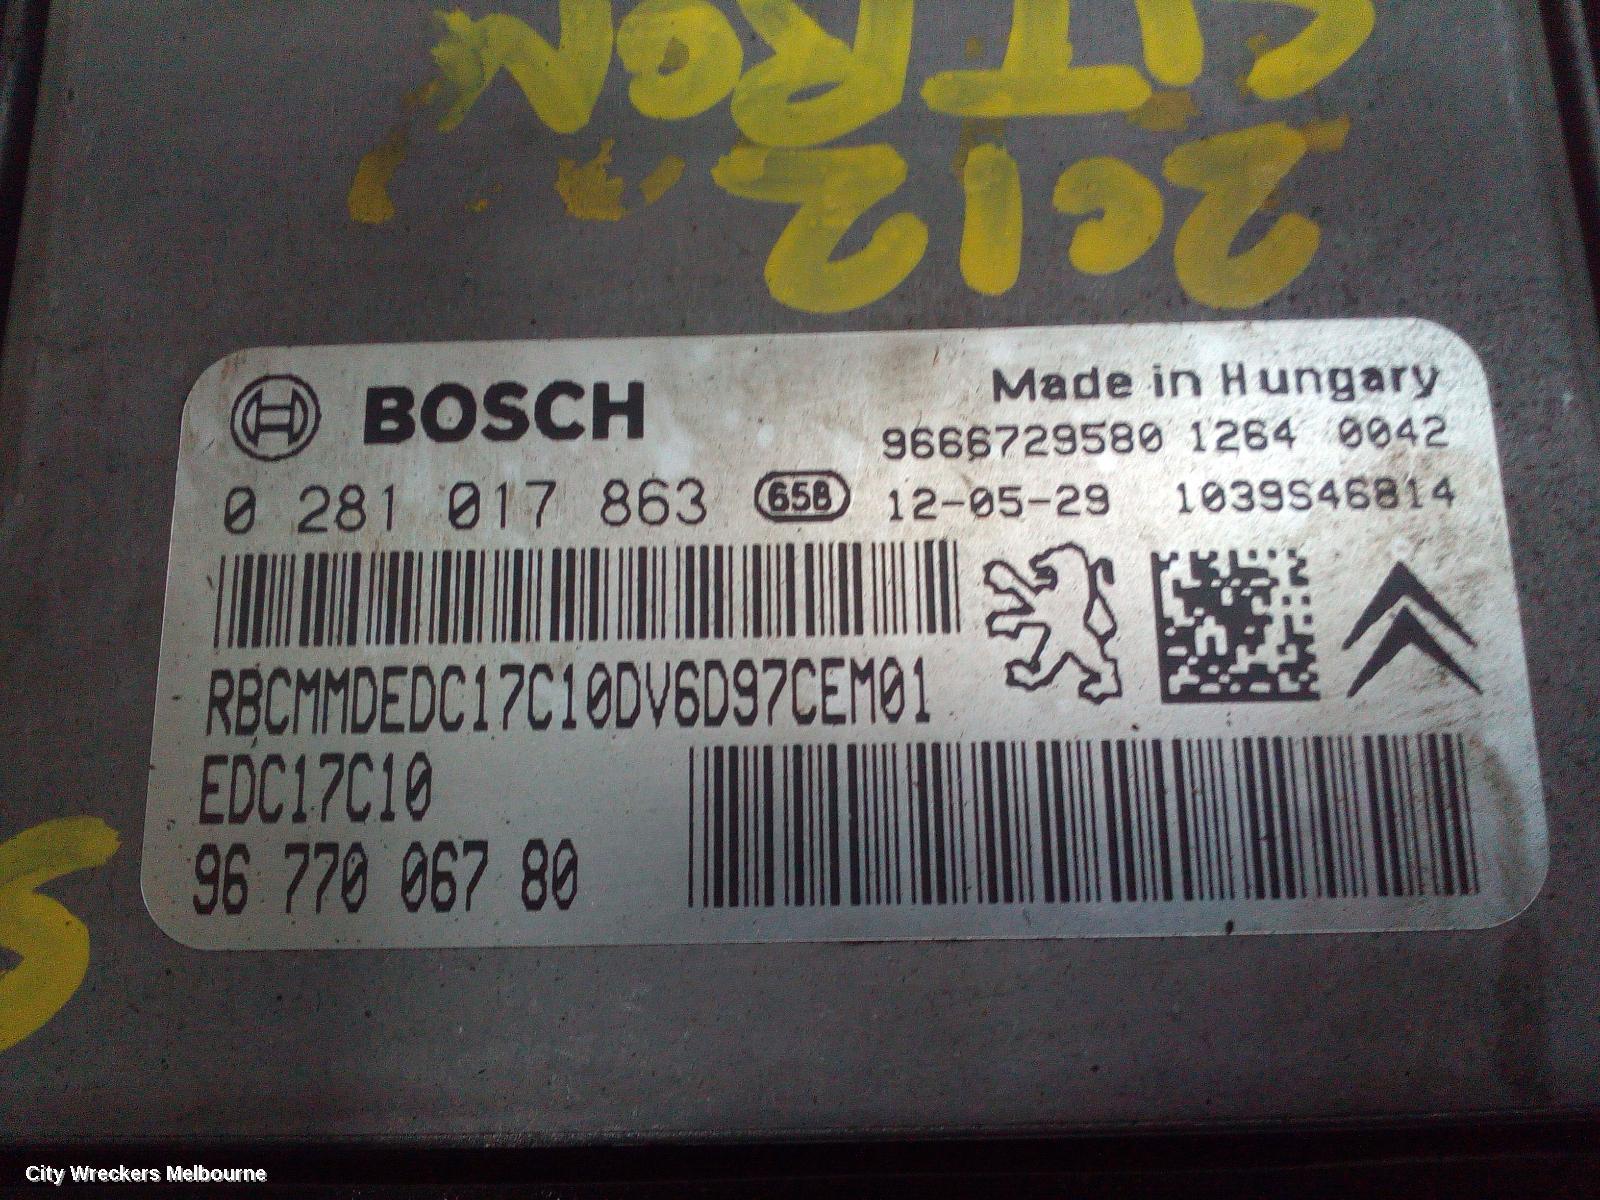 CITRON
2012
BOSCH
Made in Hungary
9666729580 1264 0042
0 281 017 863 658 12-05-29 1039S46814
RBCMMDEDC17C10DV6D97CEM01
EDC17C10
96 770 067 80
City Wreckers Melbourne